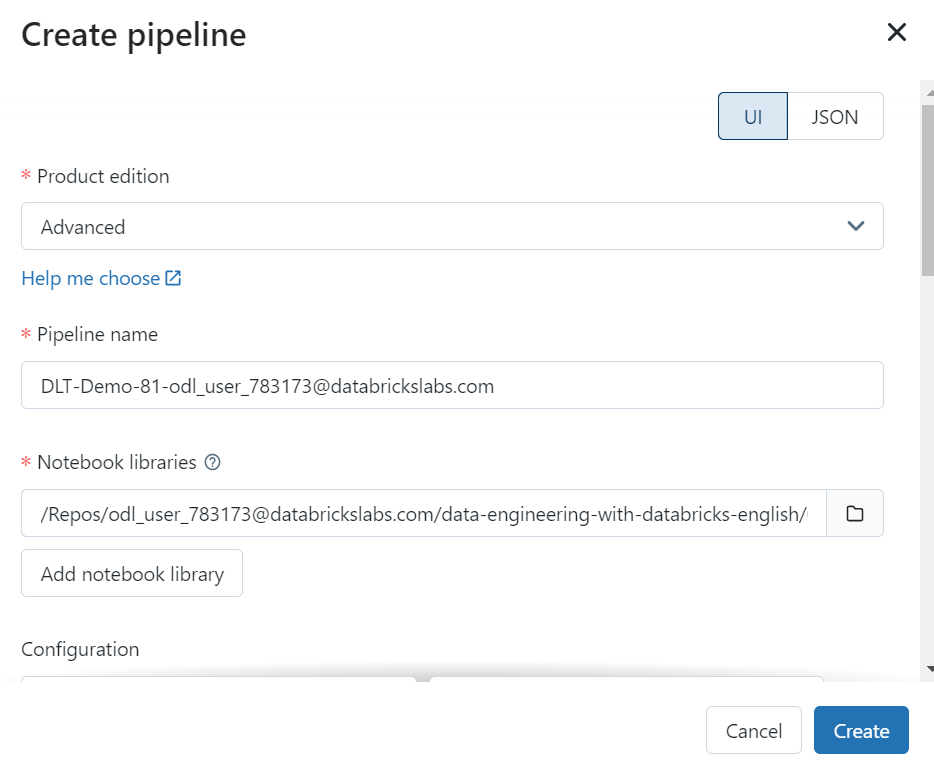 Create pipeline
UI JSON
* Product edition
Advanced
Help me choose
* Pipeline name
DLT-Demo-81-odl_user_783173@databrickslabs.com
* Notebook libraries ?
/Repos/odl_user_783173@databrickslabs.com/data-engineering-with-databricks-english/
Add notebook library
Configuration
Cancel Create